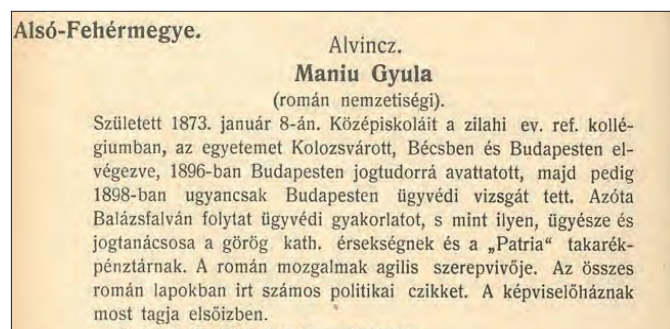 Alsó-Fehérmegye.
Alvincz.
Maniu Gyula
(román nemzetiségi).
Született 1873. január 8-án. Középiskoláit a zilahi ev. ref. kollé-
giumban, az egyetemet Kolozsvárott, Bécsben és Budapesten el-
végezve, 1896-ban Budapesten jogtudorrá avattatott, majd pedig
1898-ban ugyancsak Budapesten ügyvédi vizsgát tett. Azóta
Balázsfalván folytat ügyvédi gyakorlatot, s mint ilyen, ügyésze és
jogtanácsosa a görög kath. érsekségnek és a „Patria“ takarék-
pénztárnak. A román mozgalmak agilis szerepvivője. Az összes
román lapokban irt számos politikai czikket. A képviselőháznak
most tagja elsőizben.